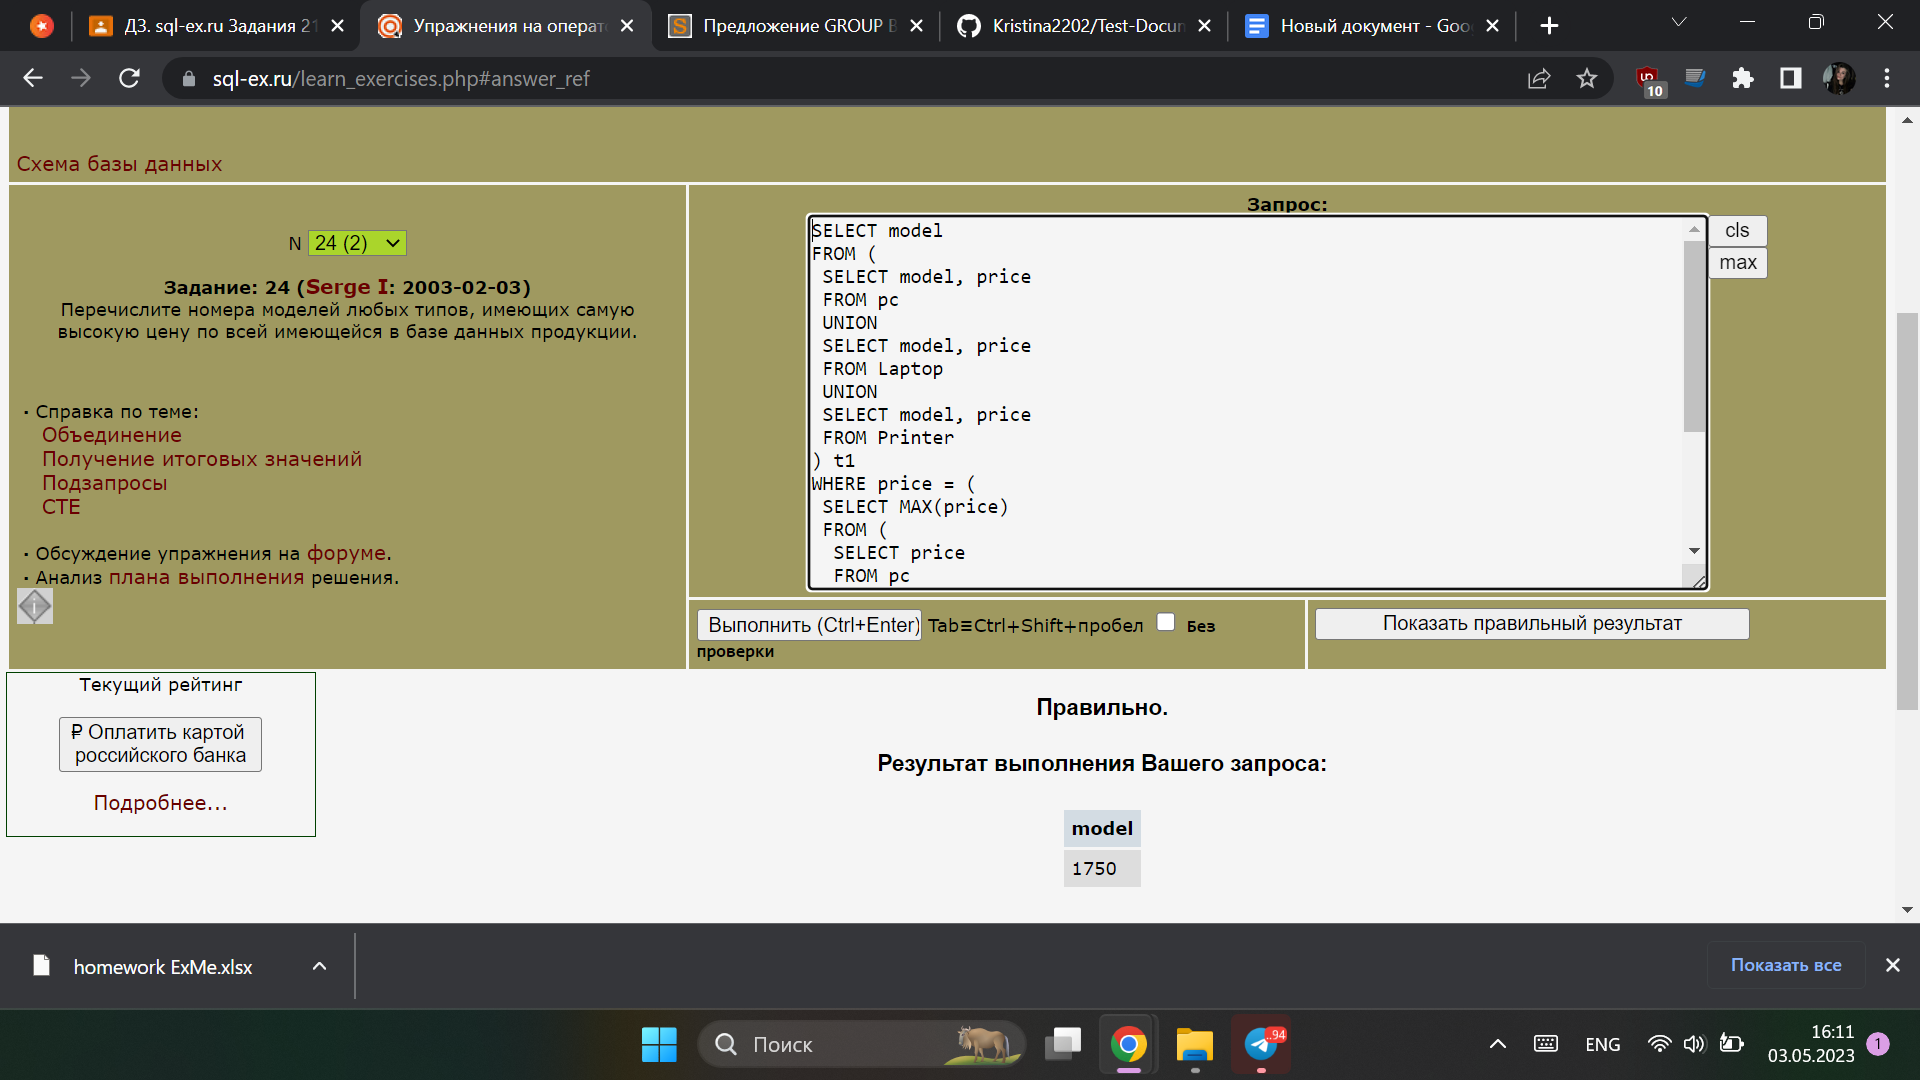 ДЗ. sql-ex.ru Задания 21
Упражнения на операт
Предложение GROUP B
Kristina2202/Test-Docum
Новый документ - Goo
sql-ex.ru/learn_exercises.php#answer_ref
10
Схема базы данных
N 24 (2)
Задание: 24 (Serge I: 2003-02-03)
Перечислите номера моделей любых типов, имеющих самую
высокую цену по всей имеющейся в базе данных продукции.
· Справка по теме:
Объединение
Получение итоговых значений
Подзапросы
CTE
· Обсуждение упражнения на форуме.
· Анализ плана выполнения решения.
Запрос:
SELECT model
FROM (
SELECT model, price
FROM pc
UNION
SELECT model, price
FROM Laptop
UNION
SELECT model, price
FROM Printer
) t1
WHERE price = (
SELECT MAX(price)
FROM (
SELECT price
FROM pc
cls
max
Выполнить (Ctrl+Enter) Tab≡Ctrl+Shift+пробел Без
проверки
Показать правильный результат
Текущий рейтинг
₽ Оплатить картой
российского банка
Подробнее...
Правильно.
Результат выполнения Вашего запроса:
model
1750
homework ExMe.xlsx
Показать все
Поиск
..94
ENG
16:11
03.05.2023
1